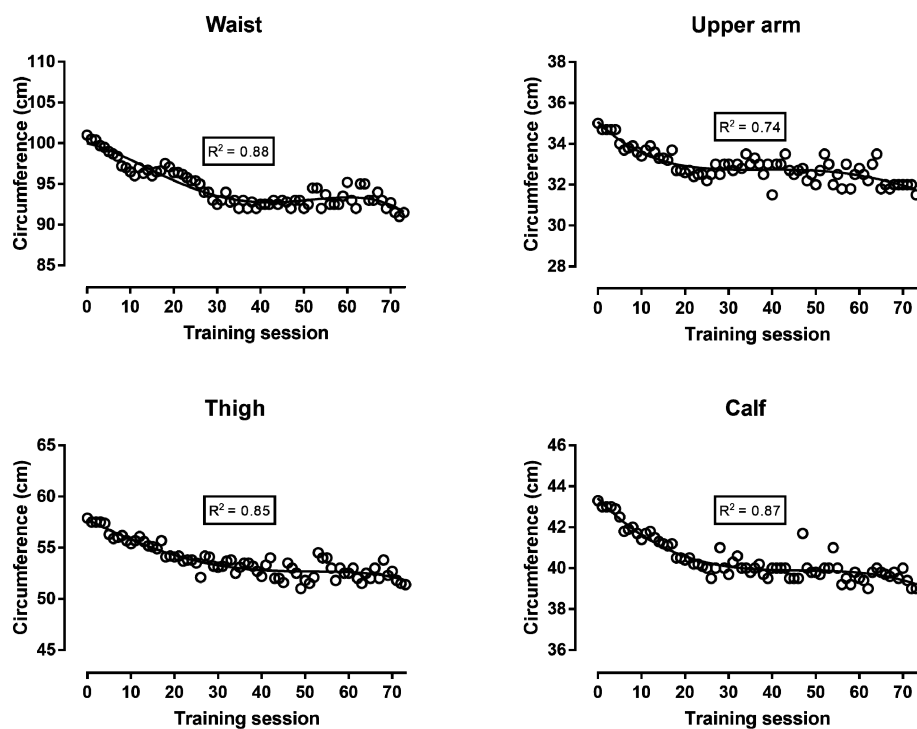 Waist
110
105
100
95
90
85
Circumference (cm)
R² = 0.88
0 10 20 30 40 50 60 70
Training session
Upper arm
36
34
32
30
28
26
Circumference (cm)
R² = 0.74
0 10 20 30 40 50 60 70
Training session
Thigh
65
60
55
50
45
Circumference (cm)
R² = 0.85
0 10 20 30 40 50 60 70
Training session
Calf
46
44
42
40
38
36
Circumference (cm)
R² = 0.87
0 10 20 30 40 50 60 70
Training session